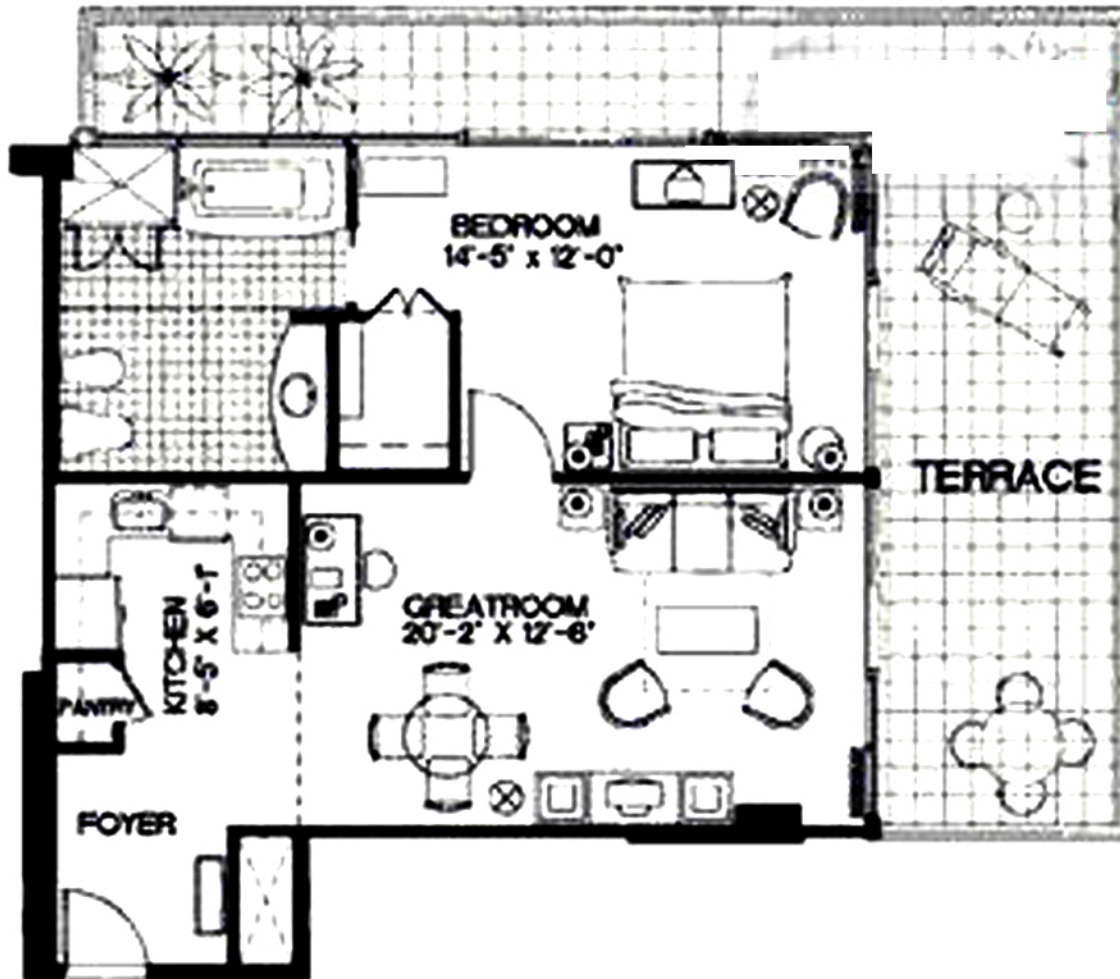 BEDROOM
14'-5" x 12'-0"
TERRACE
GREATROOM
20'-2" X 12'-6"
KITCHEN
8'-5" X 6'-1"
PANTRY
FOYER